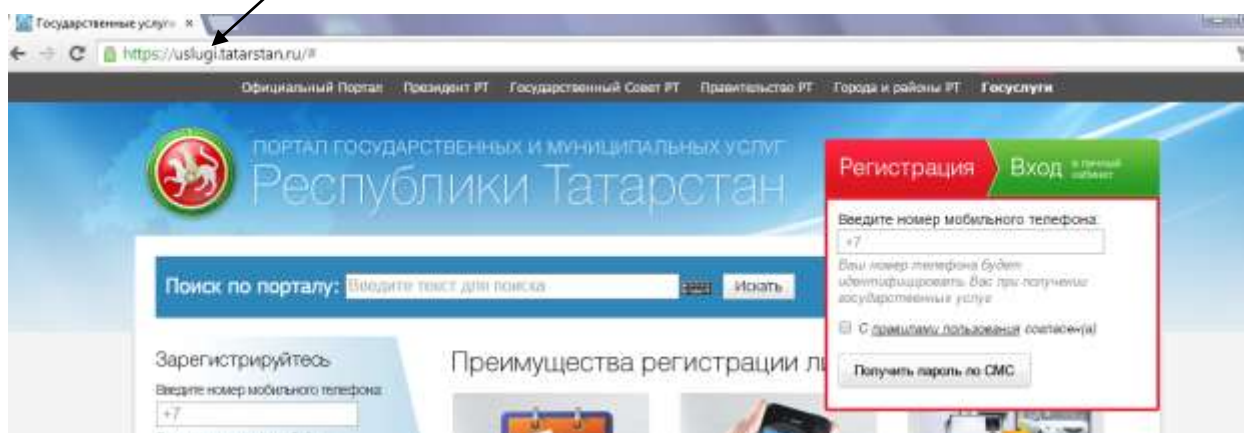 Государственные услуги ×
https://uslugi.tatarstan.ru/#
Официальный Портал Президент РТ Государственный Совет РТ Правительство РТ Города и районы РТ Госуслуги
ПОРТАЛ ГОСУДАРСТВЕННЫХ И МУНИЦИПАЛЬНЫХ УСЛУГ
Республики Татарстан
Регистрация Вход в личный кабинет
Введите номер мобильного телефона:
+7
Ваш номер телефона будет
идентифицировать Вас при получении
государственных услуг
С правилами пользования согласен(а)
Получить пароль по СМС
Поиск по порталу: Введите текст для поиска Искать
Зарегистрируйтесь
Введите номер мобильного телефона:
+7
Преимущества регистрации